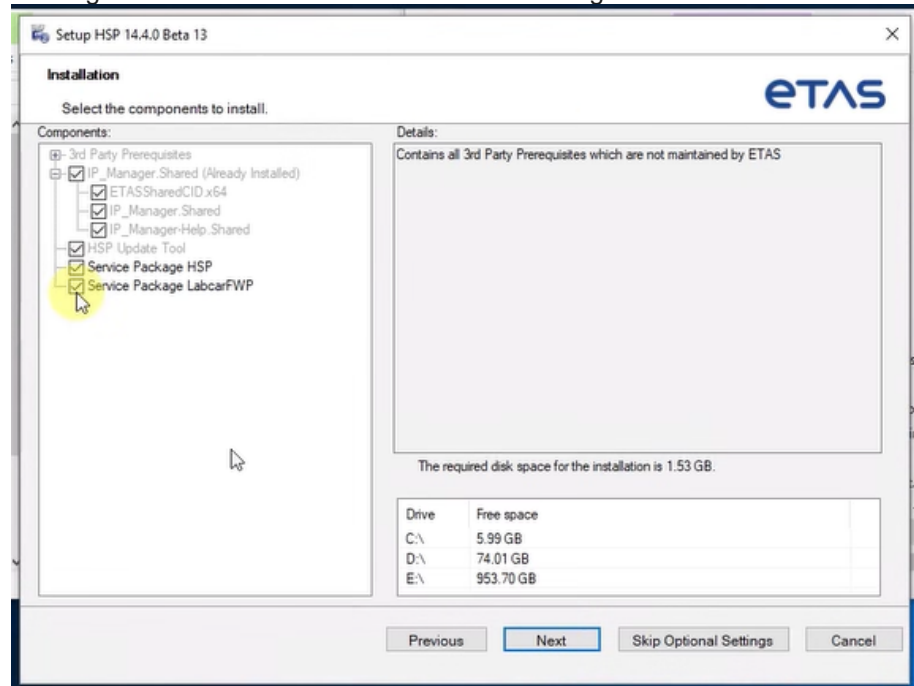 Setup HSP 14.4.0 Beta 13
Installation
Select the components to install.
eTAS
Components:
3rd Party Prerequisites
IP_Manager.Shared (Already Installed)
ETASSharedCID.x64
IP_Manager.Shared
IP_Manager-Help.Shared
HSP Update Tool
Service Package HSP
Service Package LabcarFWP
Details:
Contains all 3rd Party Prerequisites which are not maintained by ETAS
The required disk space for the installation is 1.53 GB.
Drive Free space
C:\ 5.99 GB
D:\ 74.01 GB
E:\ 953.70 GB
Previous Next Skip Optional Settings Cancel